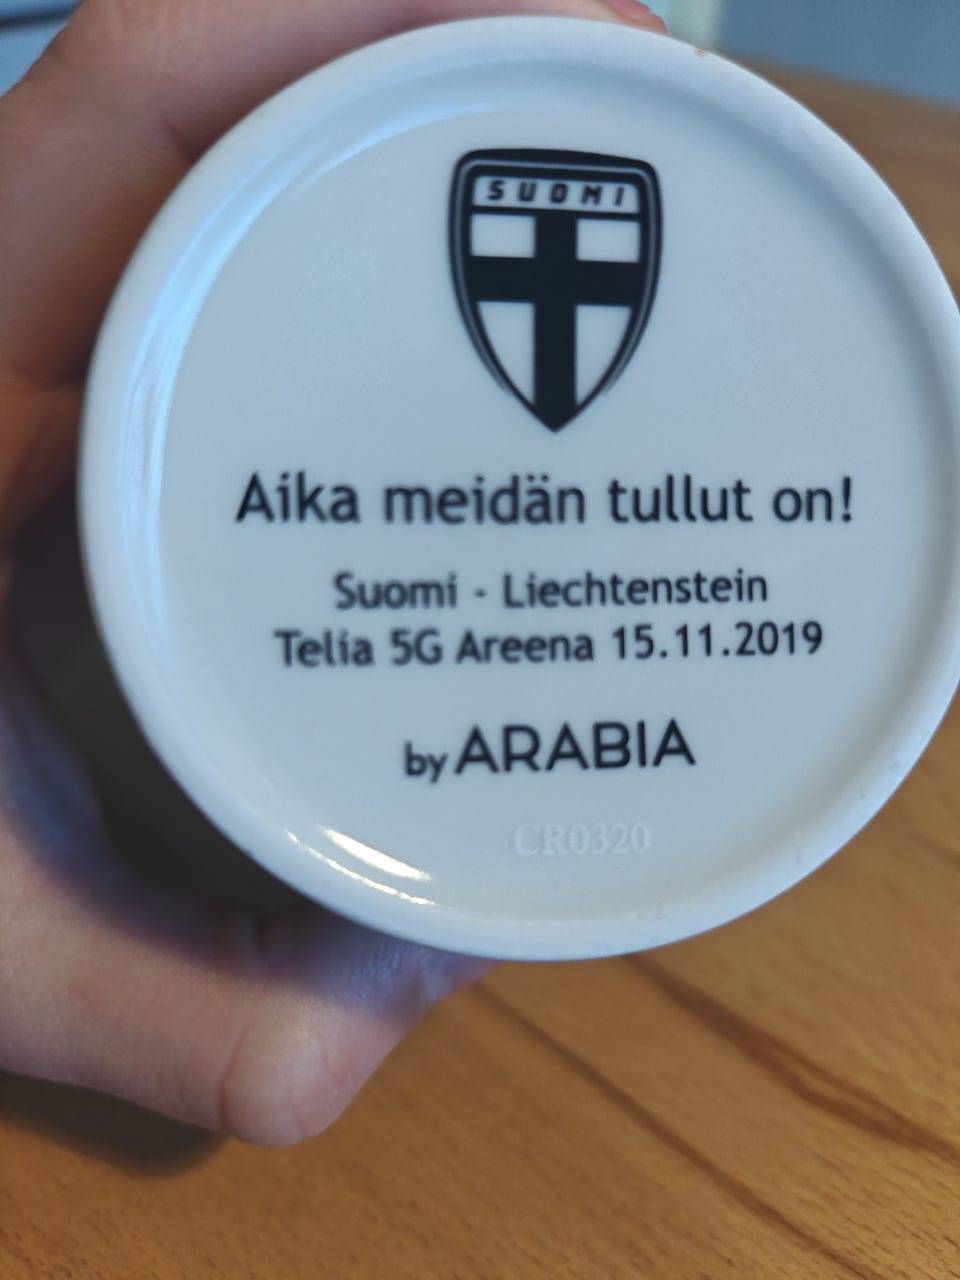 SUOMI
Aika meidän tullut on!
Suomi - Liechtenstein
Telia 5G Areena 15.11.2019
by ARABIA
CR0320